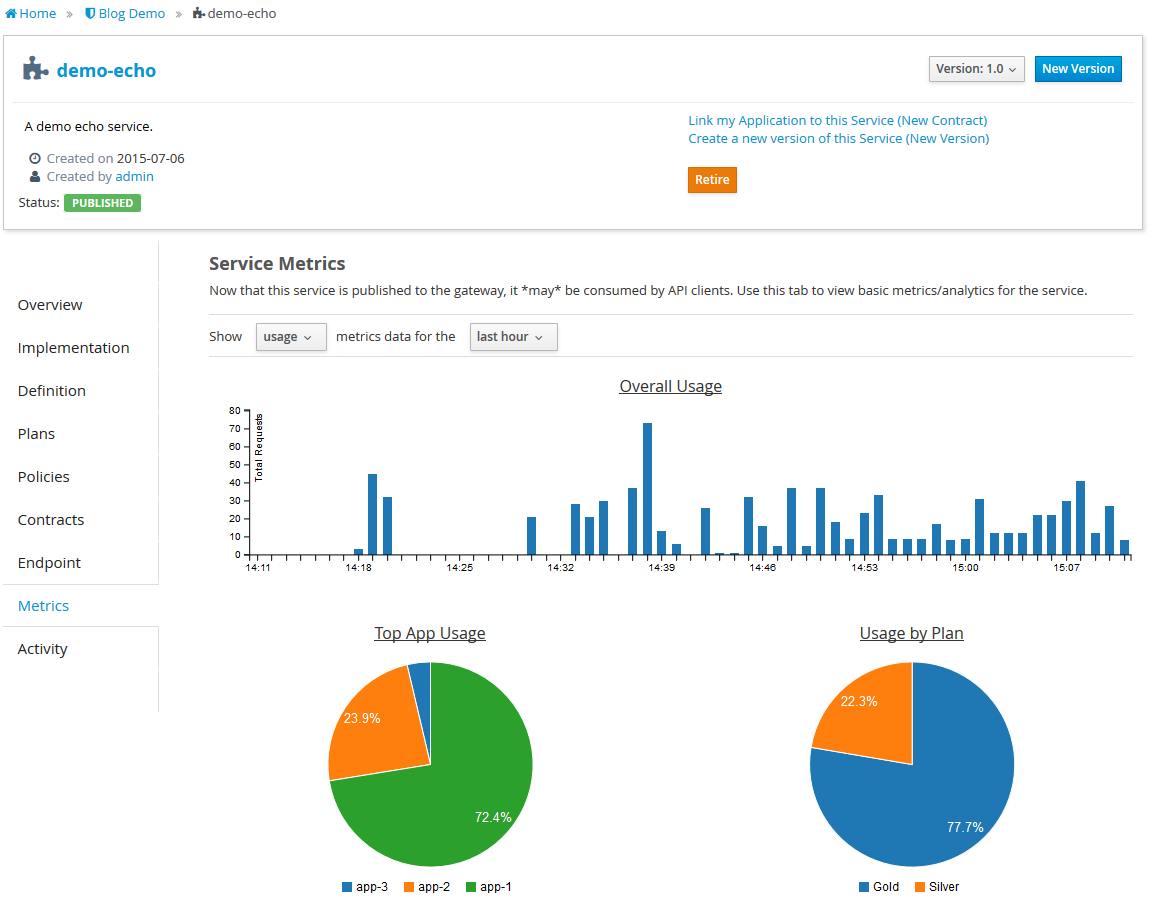 Home » Blog Demo » demo-echo
demo-echo
Version: 1.0
New Version
A demo echo service.
Created on 2015-07-06
Created by admin
Status: PUBLISHED
Link my Application to this Service (New Contract)
Create a new version of this Service (New Version)
Retire
Overview
Implementation
Definition
Plans
Policies
Contracts
Endpoint
Metrics
Activity
Service Metrics
Now that this service is published to the gateway, it *may* be consumed by API clients. Use this tab to view basic metrics/analytics for the service.
Show usage metrics data for the last hour
Overall Usage
Total Requests
80
70
60
50
40
30
20
10
0
14:11 14:18 14:25 14:32 14:39 14:46 14:53 15:00 15:07
Top App Usage
23.9%
72.4%
app-3 app-2 app-1
Usage by Plan
22.3%
77.7%
Gold Silver